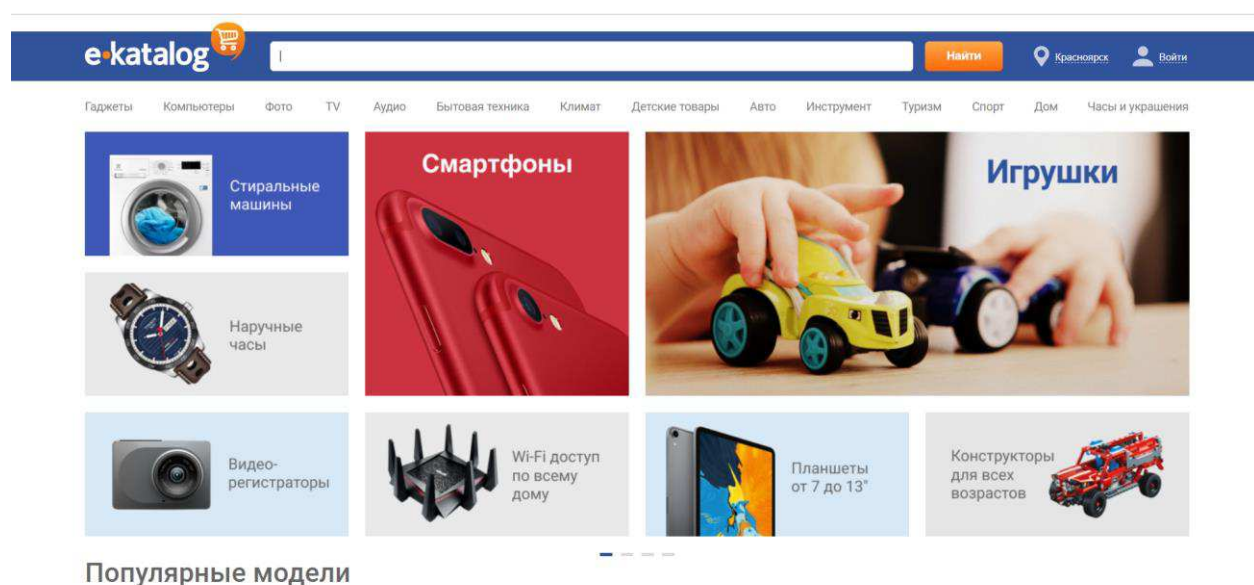 e•katalog
Найти
Красноярск
Войти
Гаджеты Компьютеры Фото TV Аудио Бытовая техника Климат Детские товары Авто Инструмент Туризм Спорт Дом Часы и украшения
Стиральные
машины
Смартфоны
Игрушки
Наручные
часы
Видео-
регистраторы
Wi-Fi доступ
по всему
дому
Планшеты
от 7 до 13"
Конструкторы
для всех
возрастов
Популярные модели